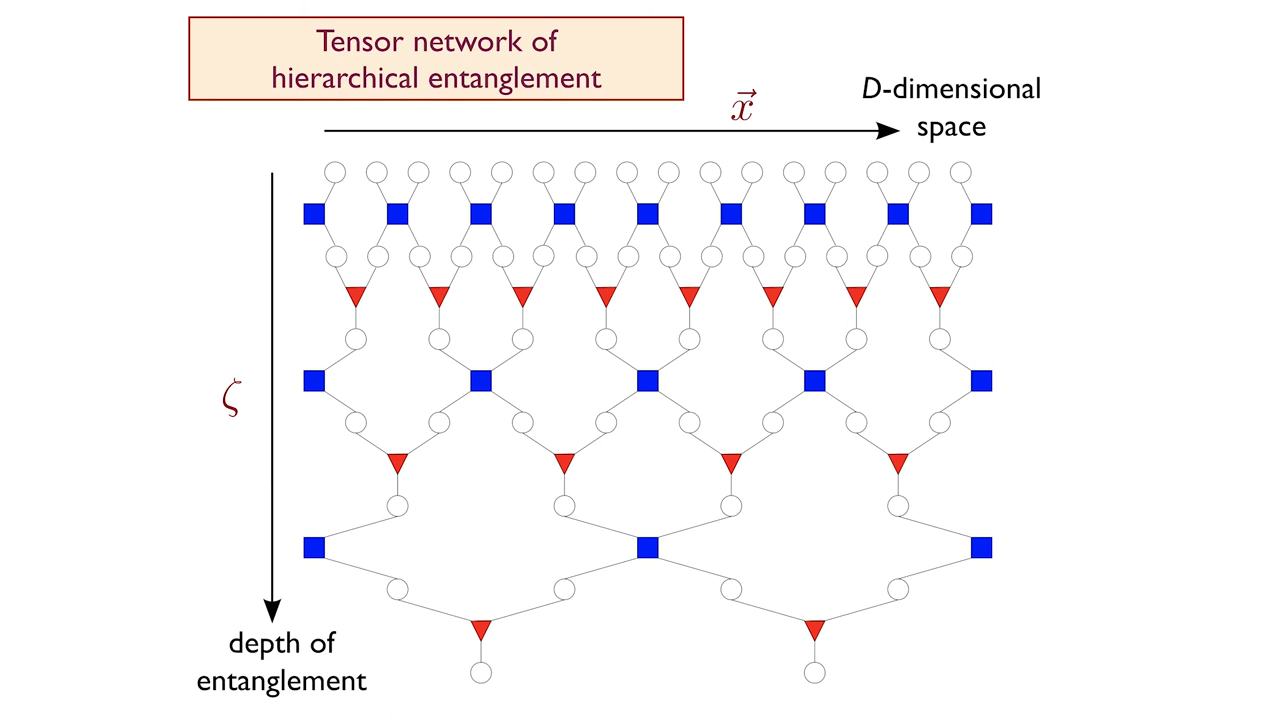 Tensor network of
hierarchical entanglement
D-dimensional
space
x⃗
ζ
depth of
entanglement